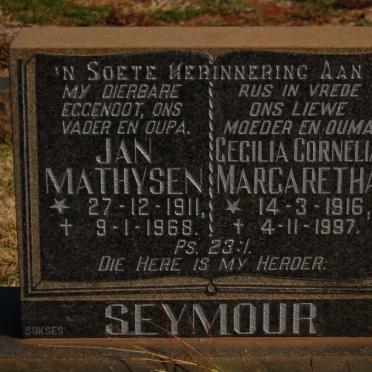 'N SOETE HERINNERING AAN
MY DIERBARE
EGGENOOT, ONS
VADER EN OUPA.
JAN
MATHYSEN
* 27-12-1911,
† 9-1-1968.
RUS IN VREDE
ONS LIEWE
MOEDER EN OUMA
CECILIA CORNELIA
MARGARETHA
* 14-3-1916,
† 4-11-1997.
PS. 23:1.
DIE HERE IS MY HERDER.
SEYMOUR
SUKSES